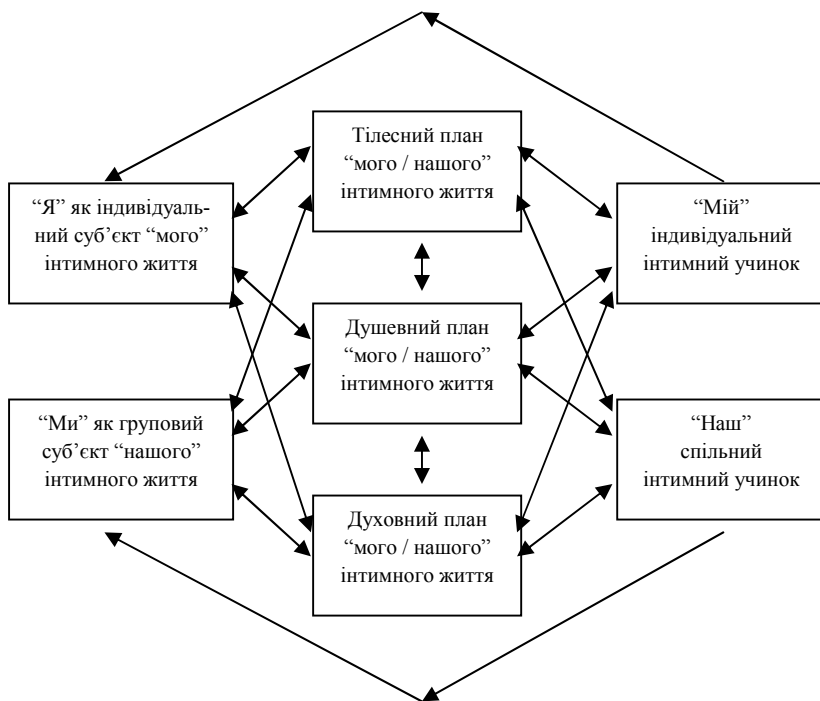 Тілесний план
“мого / нашого”
інтимного життя
“Я” як індивідуаль-
ний суб’єкт “мого”
інтимного життя
“Мій”
індивідуальний
інтимний учинок
Душевний план
“мого / нашого”
інтимного життя
“Ми” як груповий
суб’єкт “нашого”
інтимного життя
“Наш”
спільний
інтимний учинок
Духовний план
“мого / нашого”
інтимного життя